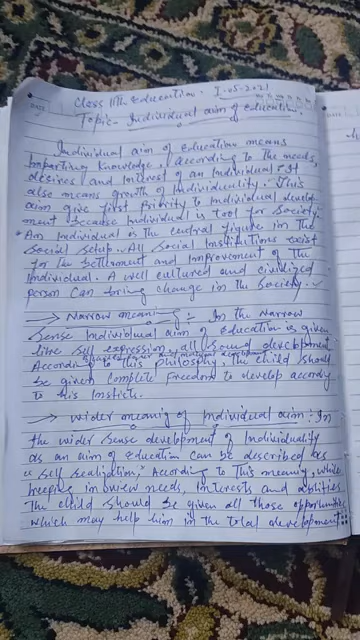 Class 11th Education. 1-05-2021
Topic- Individual aim of education.
Individual aim of Education means
imparting knowledge, according to the needs,
desires and interest of an individual. It
also means growth of individuality. This
aim give first priority to individual develop
ment because individual is tool for society.
* An individual is the central figure in the
Social setup. All social institutions exist
for the betterment and improvement of the
individual. A well cultured and civilized
person can bring change in the Society.
→ Narrow meaning:- In the narrow
Sense Individual aim of education is given
like self expression, all sound development
According to this philosophy, the child should
be given complete freedom to develop accordg
to his instincts.
→ wider meaning of Individual aim:- In
the wider sense development of Individuality
as an aim of education can be described as
"self realization," According to this meaning, while
keeping in view needs, interests and abilities
the child should be given all those opportunities
which may help him in the total development: